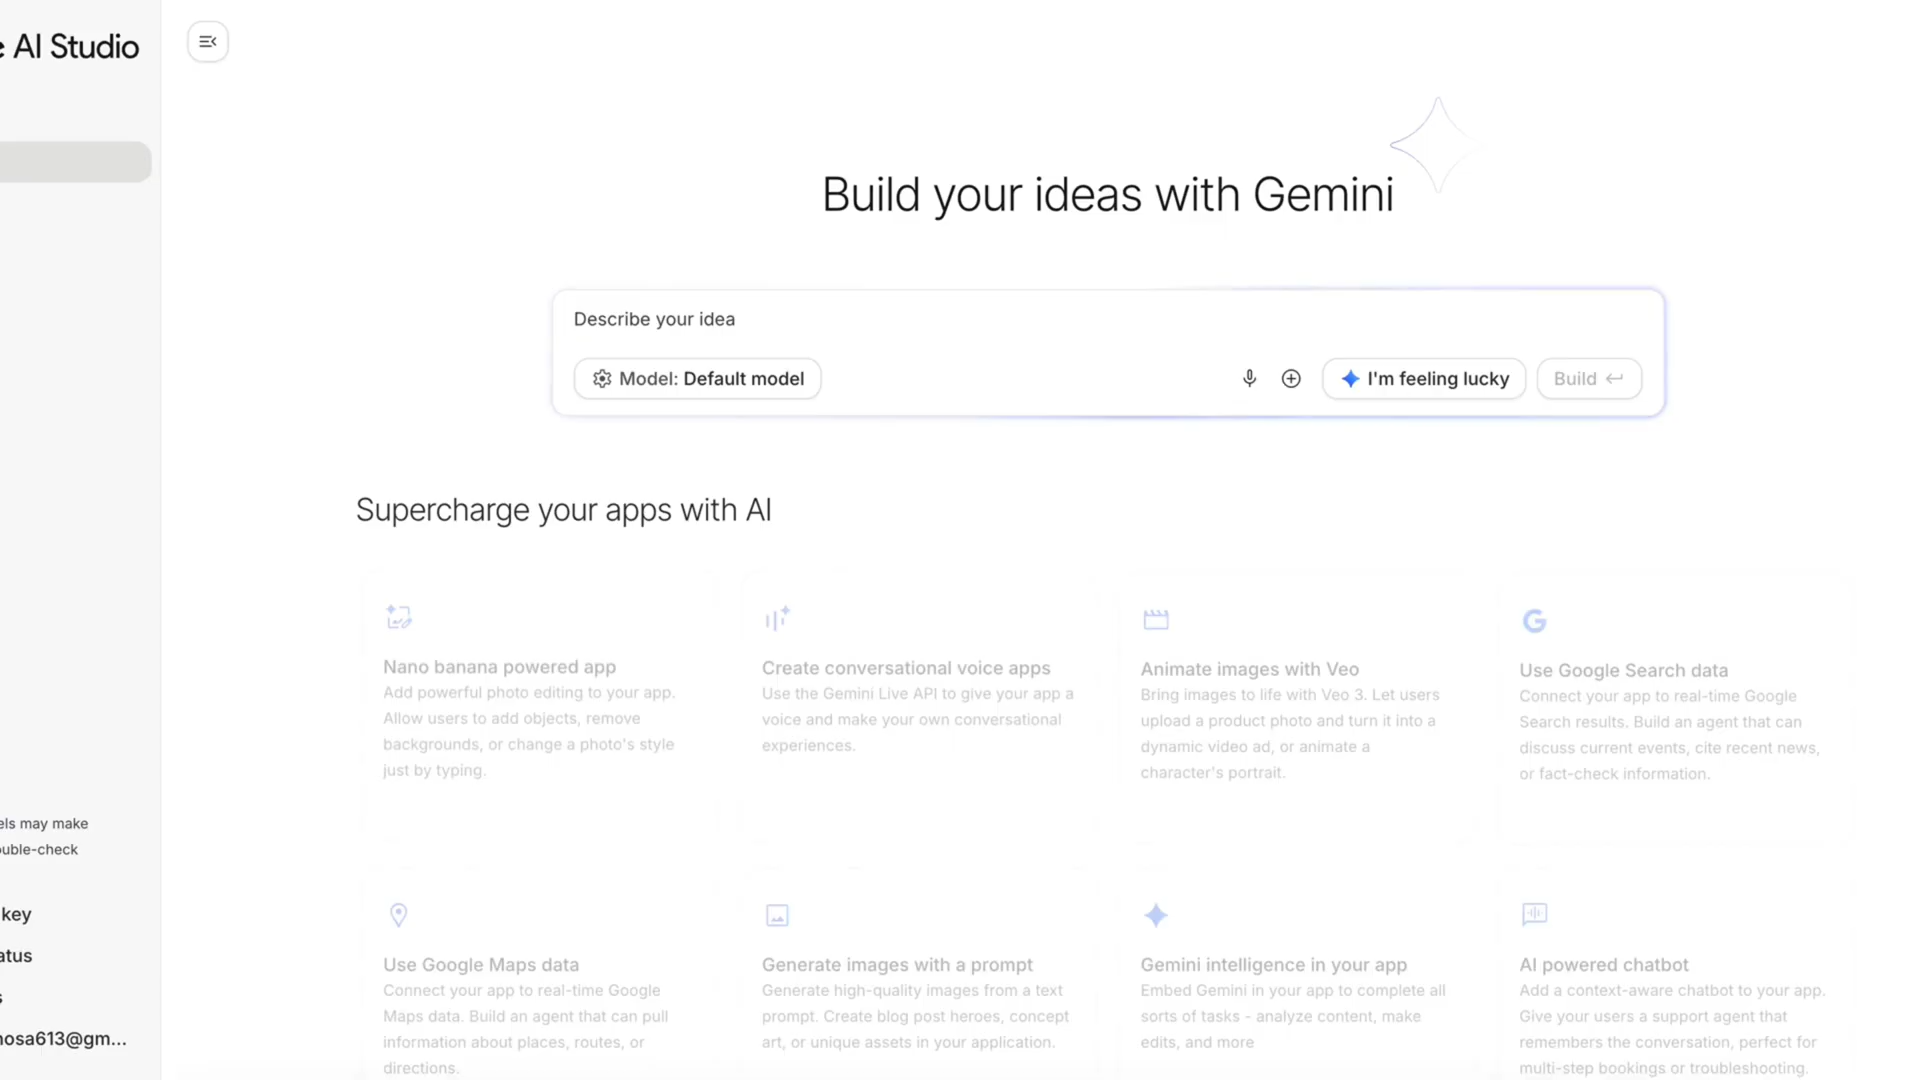 AI Studio
Build your ideas with Gemini
Describe your idea
Model: Default model
I'm feeling lucky
Build
Supercharge your apps with AI
Nano banana powered app
Add powerful photo editing to your app.
Allow users to add objects, remove
backgrounds, or change a photo's style
just by typing.
Create conversational voice apps
Use the Gemini Live API to give your app a
voice and make your own conversational
experiences.
Animate images with Veo
Bring images to life with Veo 3. Let users
upload a product photo and turn it into a
dynamic video ad, or animate a
character's portrait.
Use Google Search data
Connect your app to real-time Google
Search results. Build an agent that can
discuss current events, cite recent news,
or fact-check information.
Use Google Maps data
Connect your app to real-time Google
Maps data. Build an agent that can pull
information about places, routes, or
directions.
Generate images with a prompt
Generate high-quality images from a text
prompt. Create blog post heroes, concept
art, or unique assets in your application.
Gemini intelligence in your app
Embed Gemini in your app to complete all
sorts of tasks - analyze content, make
edits, and more
AI powered chatbot
Add a context-aware chatbot to your app.
Give your users a support agent that
remembers the conversation, perfect for
multi-step bookings or troubleshooting.
els may make
ouble-check
key
atus
s
nosa613@gm...